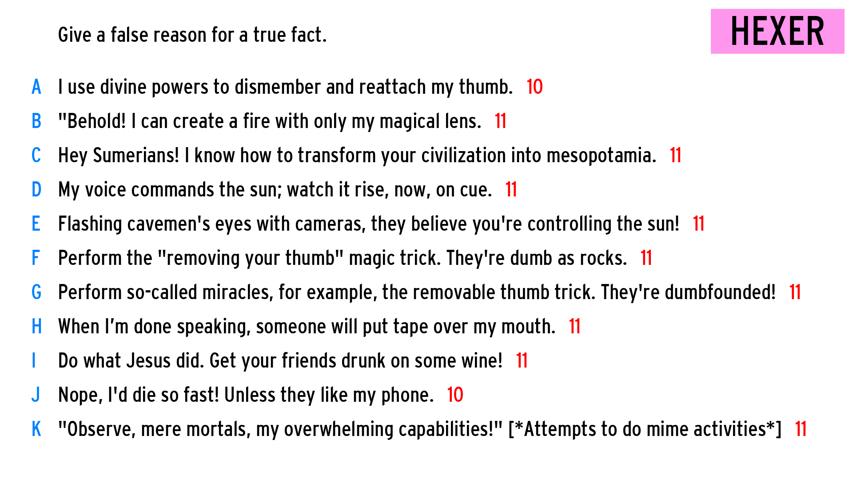 Give a false reason for a true fact.
HEXER
A I use divine powers to dismember and reattach my thumb. 10
B "Behold! I can create a fire with only my magical lens. 11
C Hey Sumerians! I know how to transform your civilization into mesopotamia. 11
D My voice commands the sun; watch it rise, now, on cue. 11
E Flashing cavemen's eyes with cameras, they believe you're controlling the sun! 11
F Perform the "removing your thumb" magic trick. They're dumb as rocks. 11
G Perform so-called miracles, for example, the removable thumb trick. They're dumbfounded! 11
H When I'm done speaking, someone will put tape over my mouth. 11
I Do what Jesus did. Get your friends drunk on some wine! 11
J Nope, I'd die so fast! Unless they like my phone. 10
K "Observe, mere mortals, my overwhelming capabilities!" [*Attempts to do mime activities*] 11